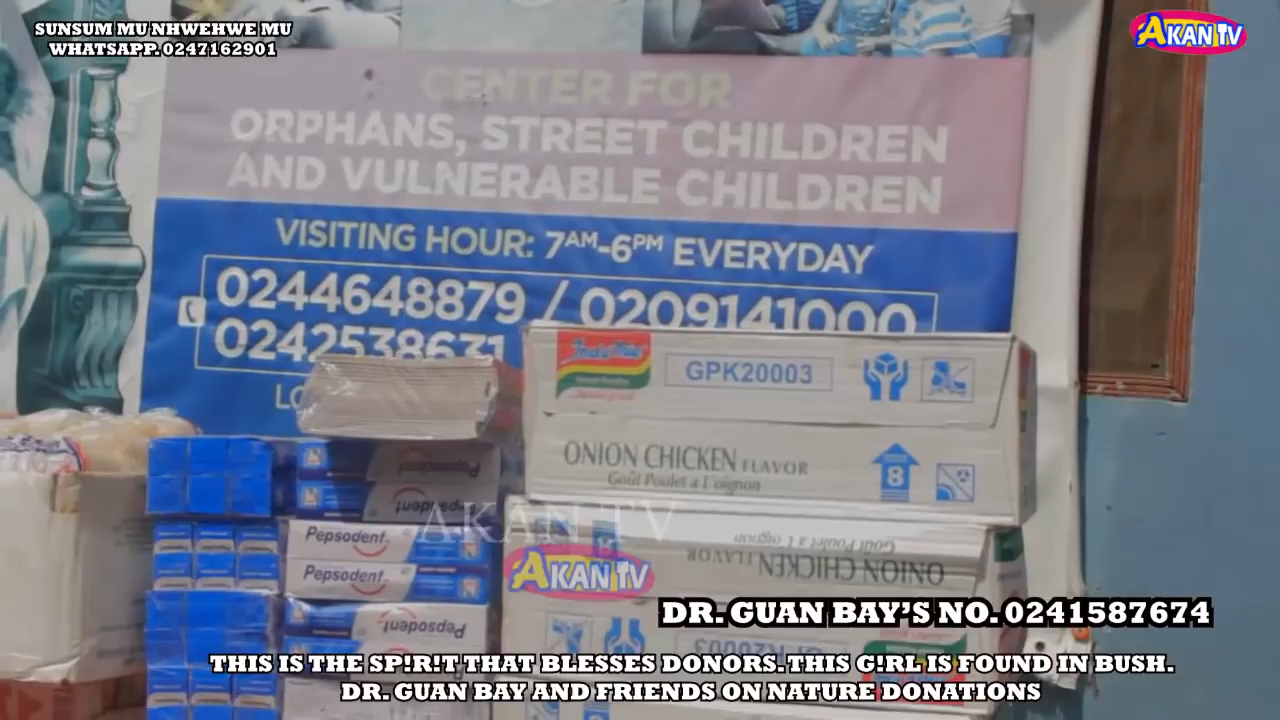 SUNSUM MU NHWEHWE MU
WHATSAPP. 0247162901
AKAN TV
CENTER FOR
ORPHANS, STREET CHILDREN
AND VULNERABLE CHILDREN
VISITING HOUR: 7AM-6PM EVERYDAY
0244648879 / 0209141000
0242538631
LO
Indomie
GPK20003
ONION CHICKEN FLAVOR
Goût Poulet a L'oignon
8
Pepsodent
Pepsodent
AKAN TV
Pepsodent
Goût Poulet a L'oignon
ONION CHICKEN FLAVOR
Pepsodent
AKAN TV
Pepsodent
DR. GUAN BAY'S NO. 0241587674
THIS IS THE SP!R!T THAT BLESSES DONORS. THIS G!RL IS FOUND IN BUSH.
DR. GUAN BAY AND FRIENDS ON NATURE DONATIONS